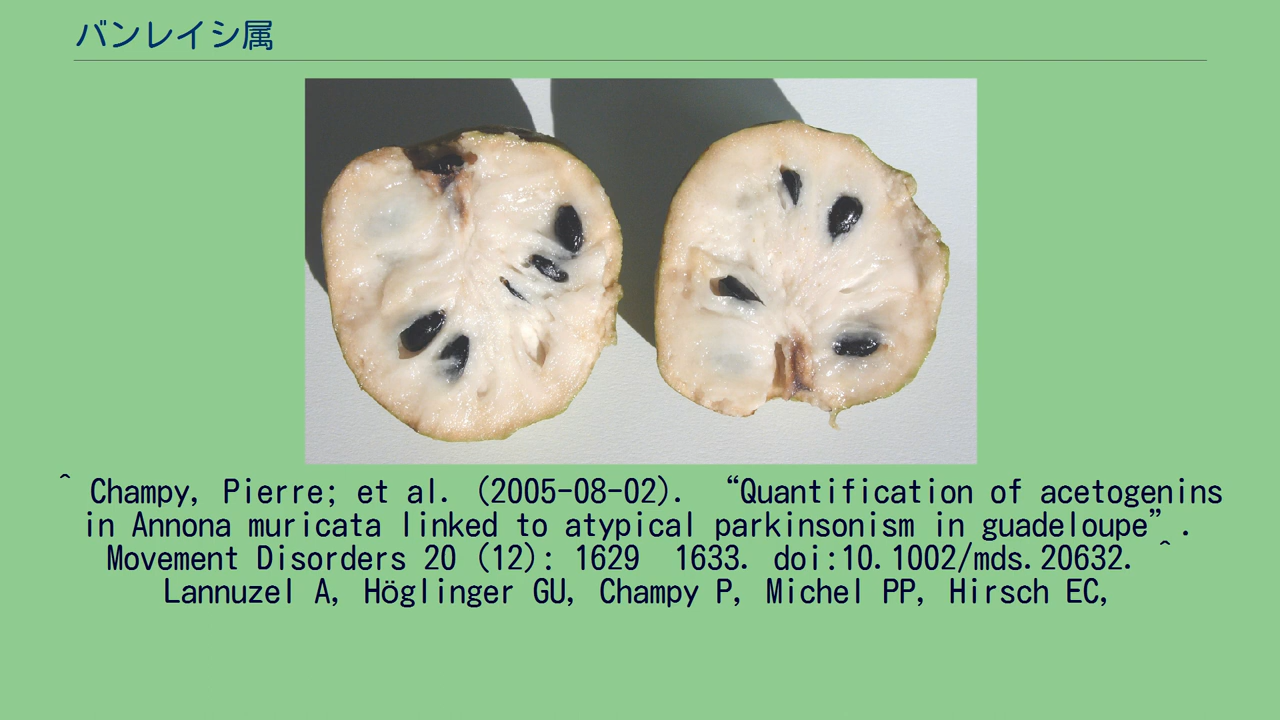 バンレイシ属
^ Champy, Pierre; et al. (2005-08-02). “Quantification of acetogenins
in Annona muricata linked to atypical parkinsonism in guadeloupe”.
Movement Disorders 20 (12): 1629 1633. doi:10.1002/mds.20632. ^
Lannuzel A, Höglinger GU, Champy P, Michel PP, Hirsch EC,